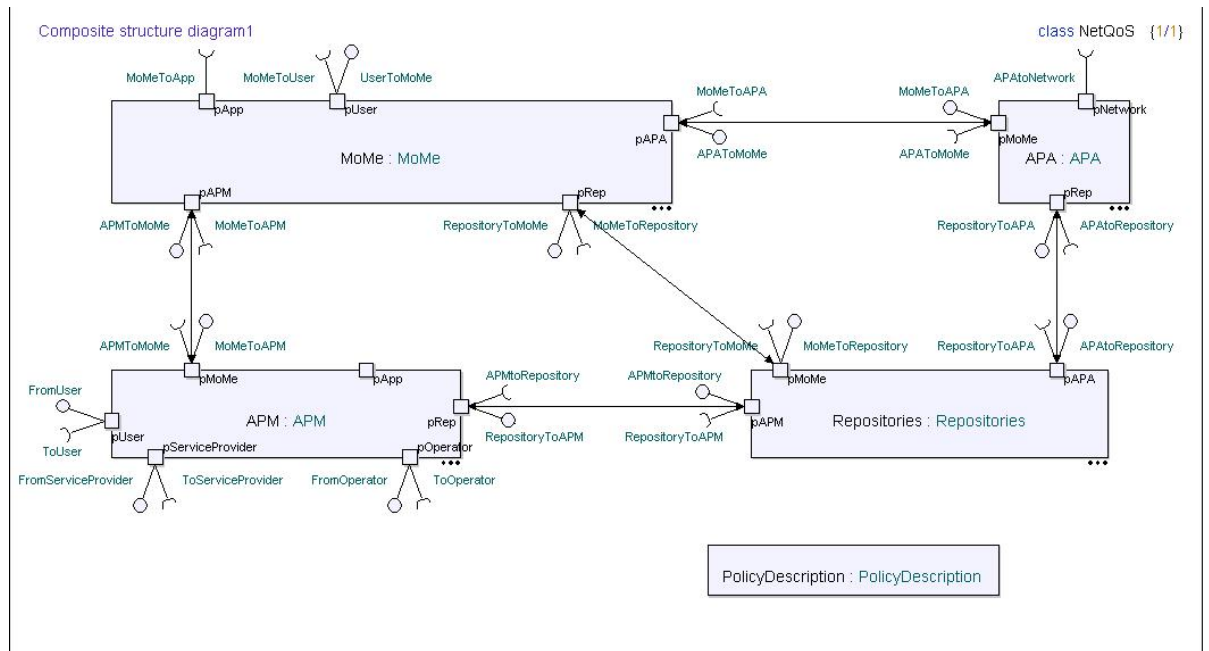 Composite structure diagram1
class NetQoS {1/1}
MoMeToApp
MoMeToUser
UserToMoMe
APAtoNetwork
MoMeToAPA
MoMeToAPA
pApp
pUser
pNetwork
pAPA
pMoMe
MoMe : MoMe
APAToMoMe
APAToMoMe
APA : APA
pAPM
pRep
pRep
APMToMoMe
MoMeToAPM
RepositoryToMoMe
MoMeToRepository
RepositoryToAPA
APAtoRepository
APMToMoMe
MoMeToAPM
RepositoryToMoMe
MoMeToRepository
RepositoryToAPA
APAtoRepository
pMoMe
pApp
APMtoRepository
APMtoRepository
pMoMe
pAPA
FromUser
APM : APM
pRep
pAPM
Repositories : Repositories
pUser
RepositoryToAPM
RepositoryToAPM
ToUser
pServiceProvider
pOperator
FromServiceProvider
ToServiceProvider
FromOperator
ToOperator
PolicyDescription : PolicyDescription